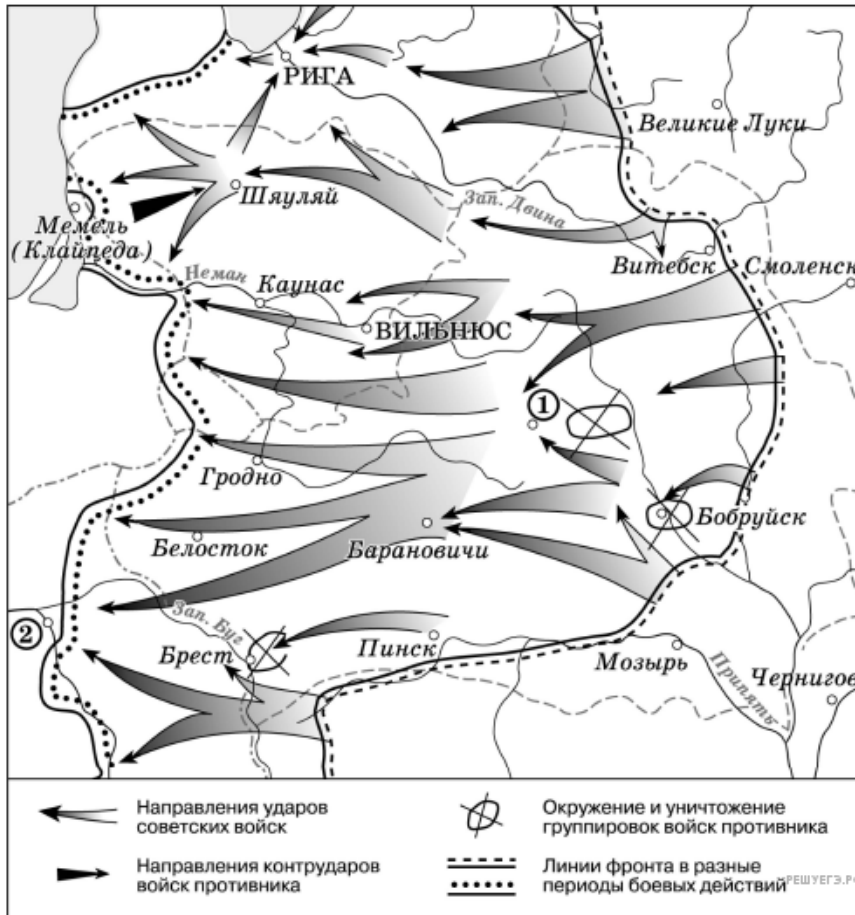 РИГА
Великие Луки
Шяуляй
Зап. Двина
Мемель
(Клайпеда)
Витебск
Смоленск
Неман
Каунас
ВИЛЬНЮС
1
Гродно
Бобруйск
Белосток
Барановичи
2
Зап. Буг
Брест
Пинск
Мозырь
Припять
Чернигов
Направления ударов
советских войск
Окружение и уничтожение
группировок войск противника
Направления контрударов
войск противника
Линии фронта в разные
периоды боевых действий
РЕШУЕГЭ.РФ